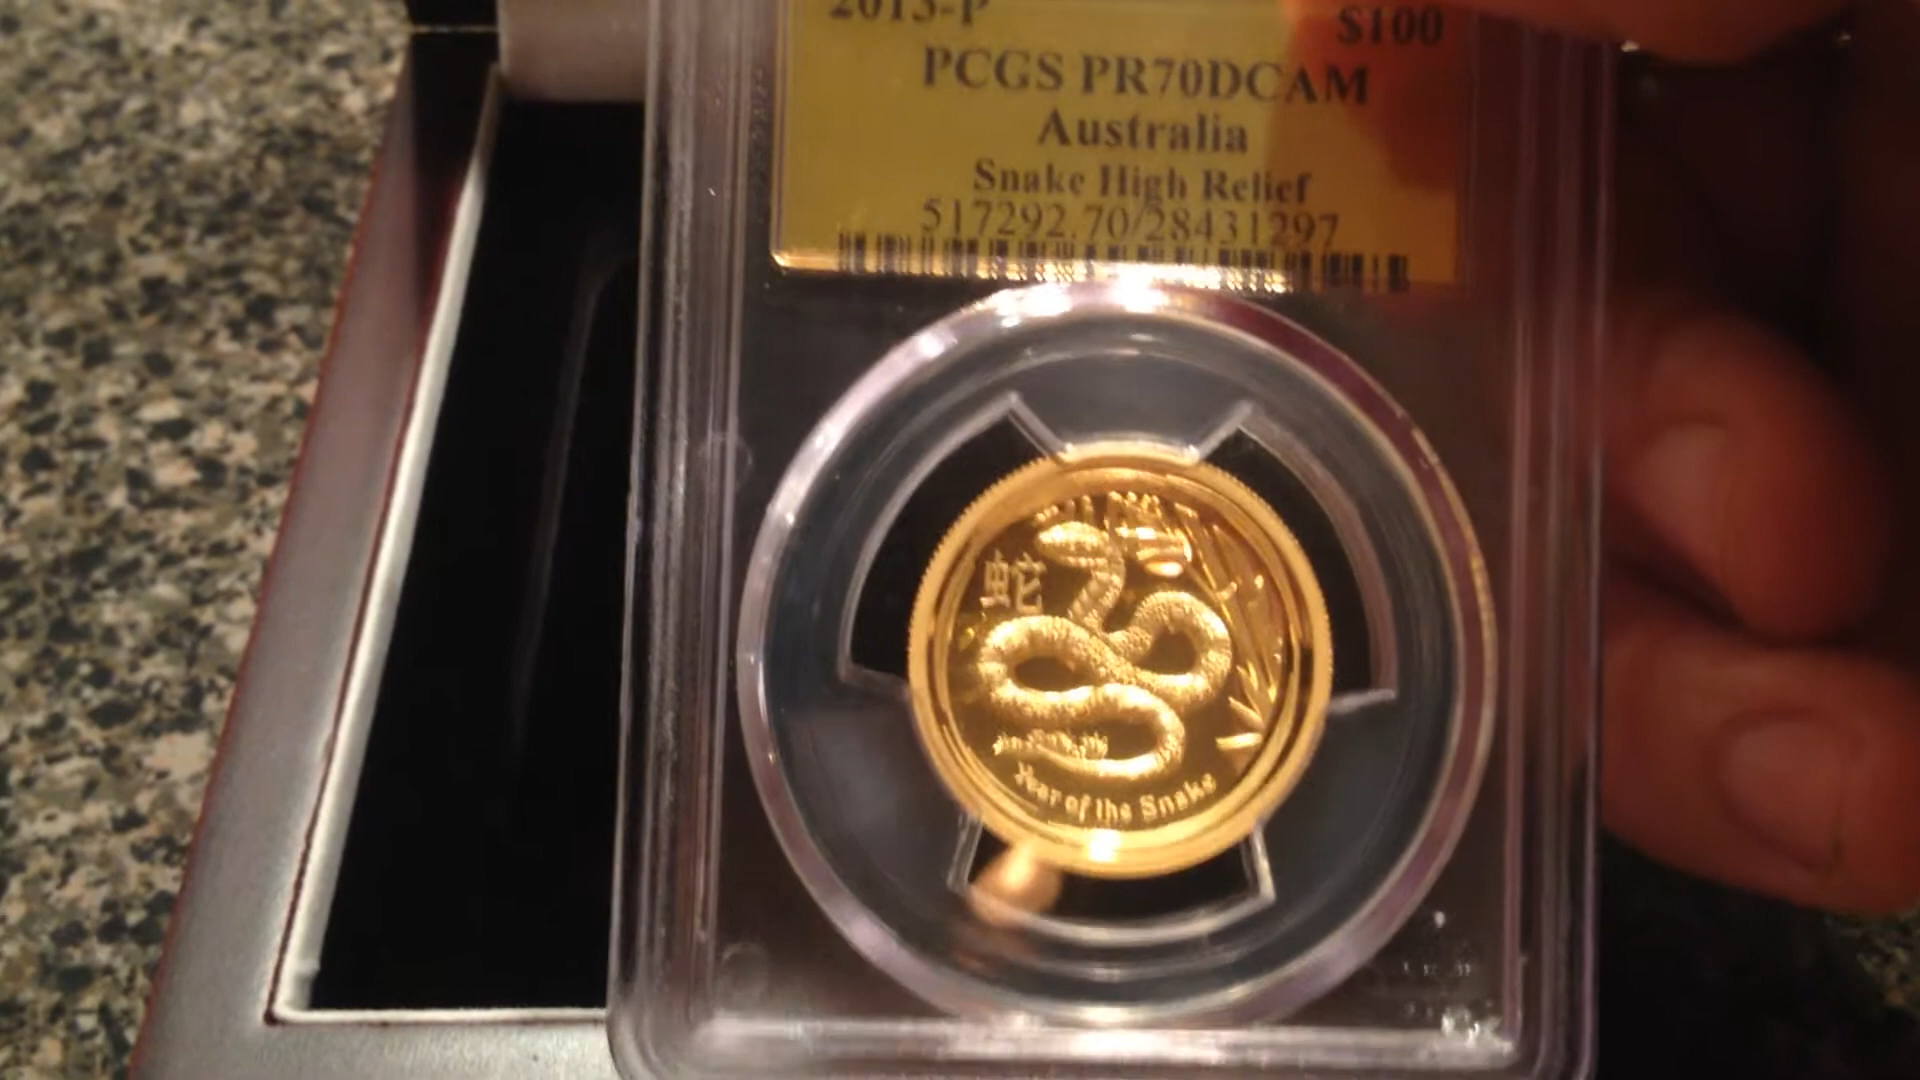 2013-P $100
PCGS PR70DCAM
Australia
Snake High Relief
517292.70/28431297
蛇
Year of the Snake